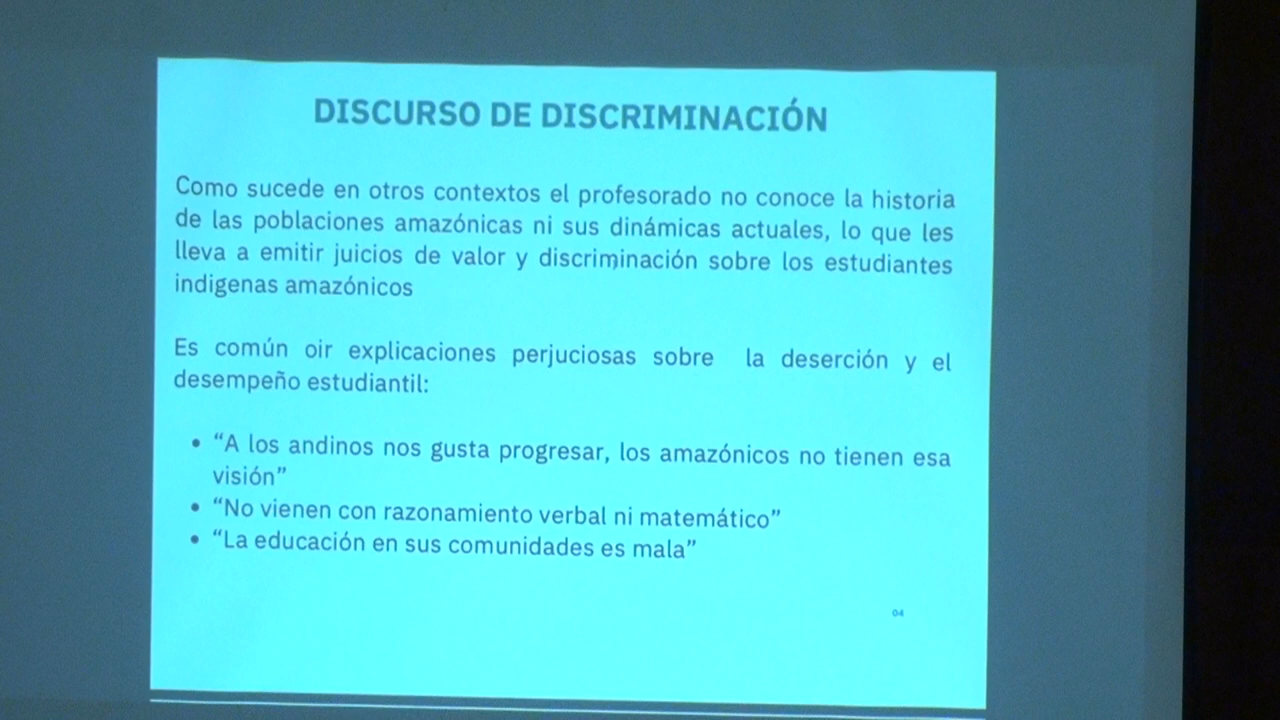 DISCURSO DE DISCRIMINACIÓN
Como sucede en otros contextos el profesorado no conoce la historia
de las poblaciones amazónicas ni sus dinámicas actuales, lo que les
lleva a emitir juicios de valor y discriminación sobre los estudiantes
indigenas amazónicos
Es común oir explicaciones perjuciosas sobre la deserción y el
desempeño estudiantil:
• “A los andinos nos gusta progresar, los amazónicos no tienen esa
visión”
• “No vienen con razonamiento verbal ni matemático”
• “La educación en sus comunidades es mala”
04